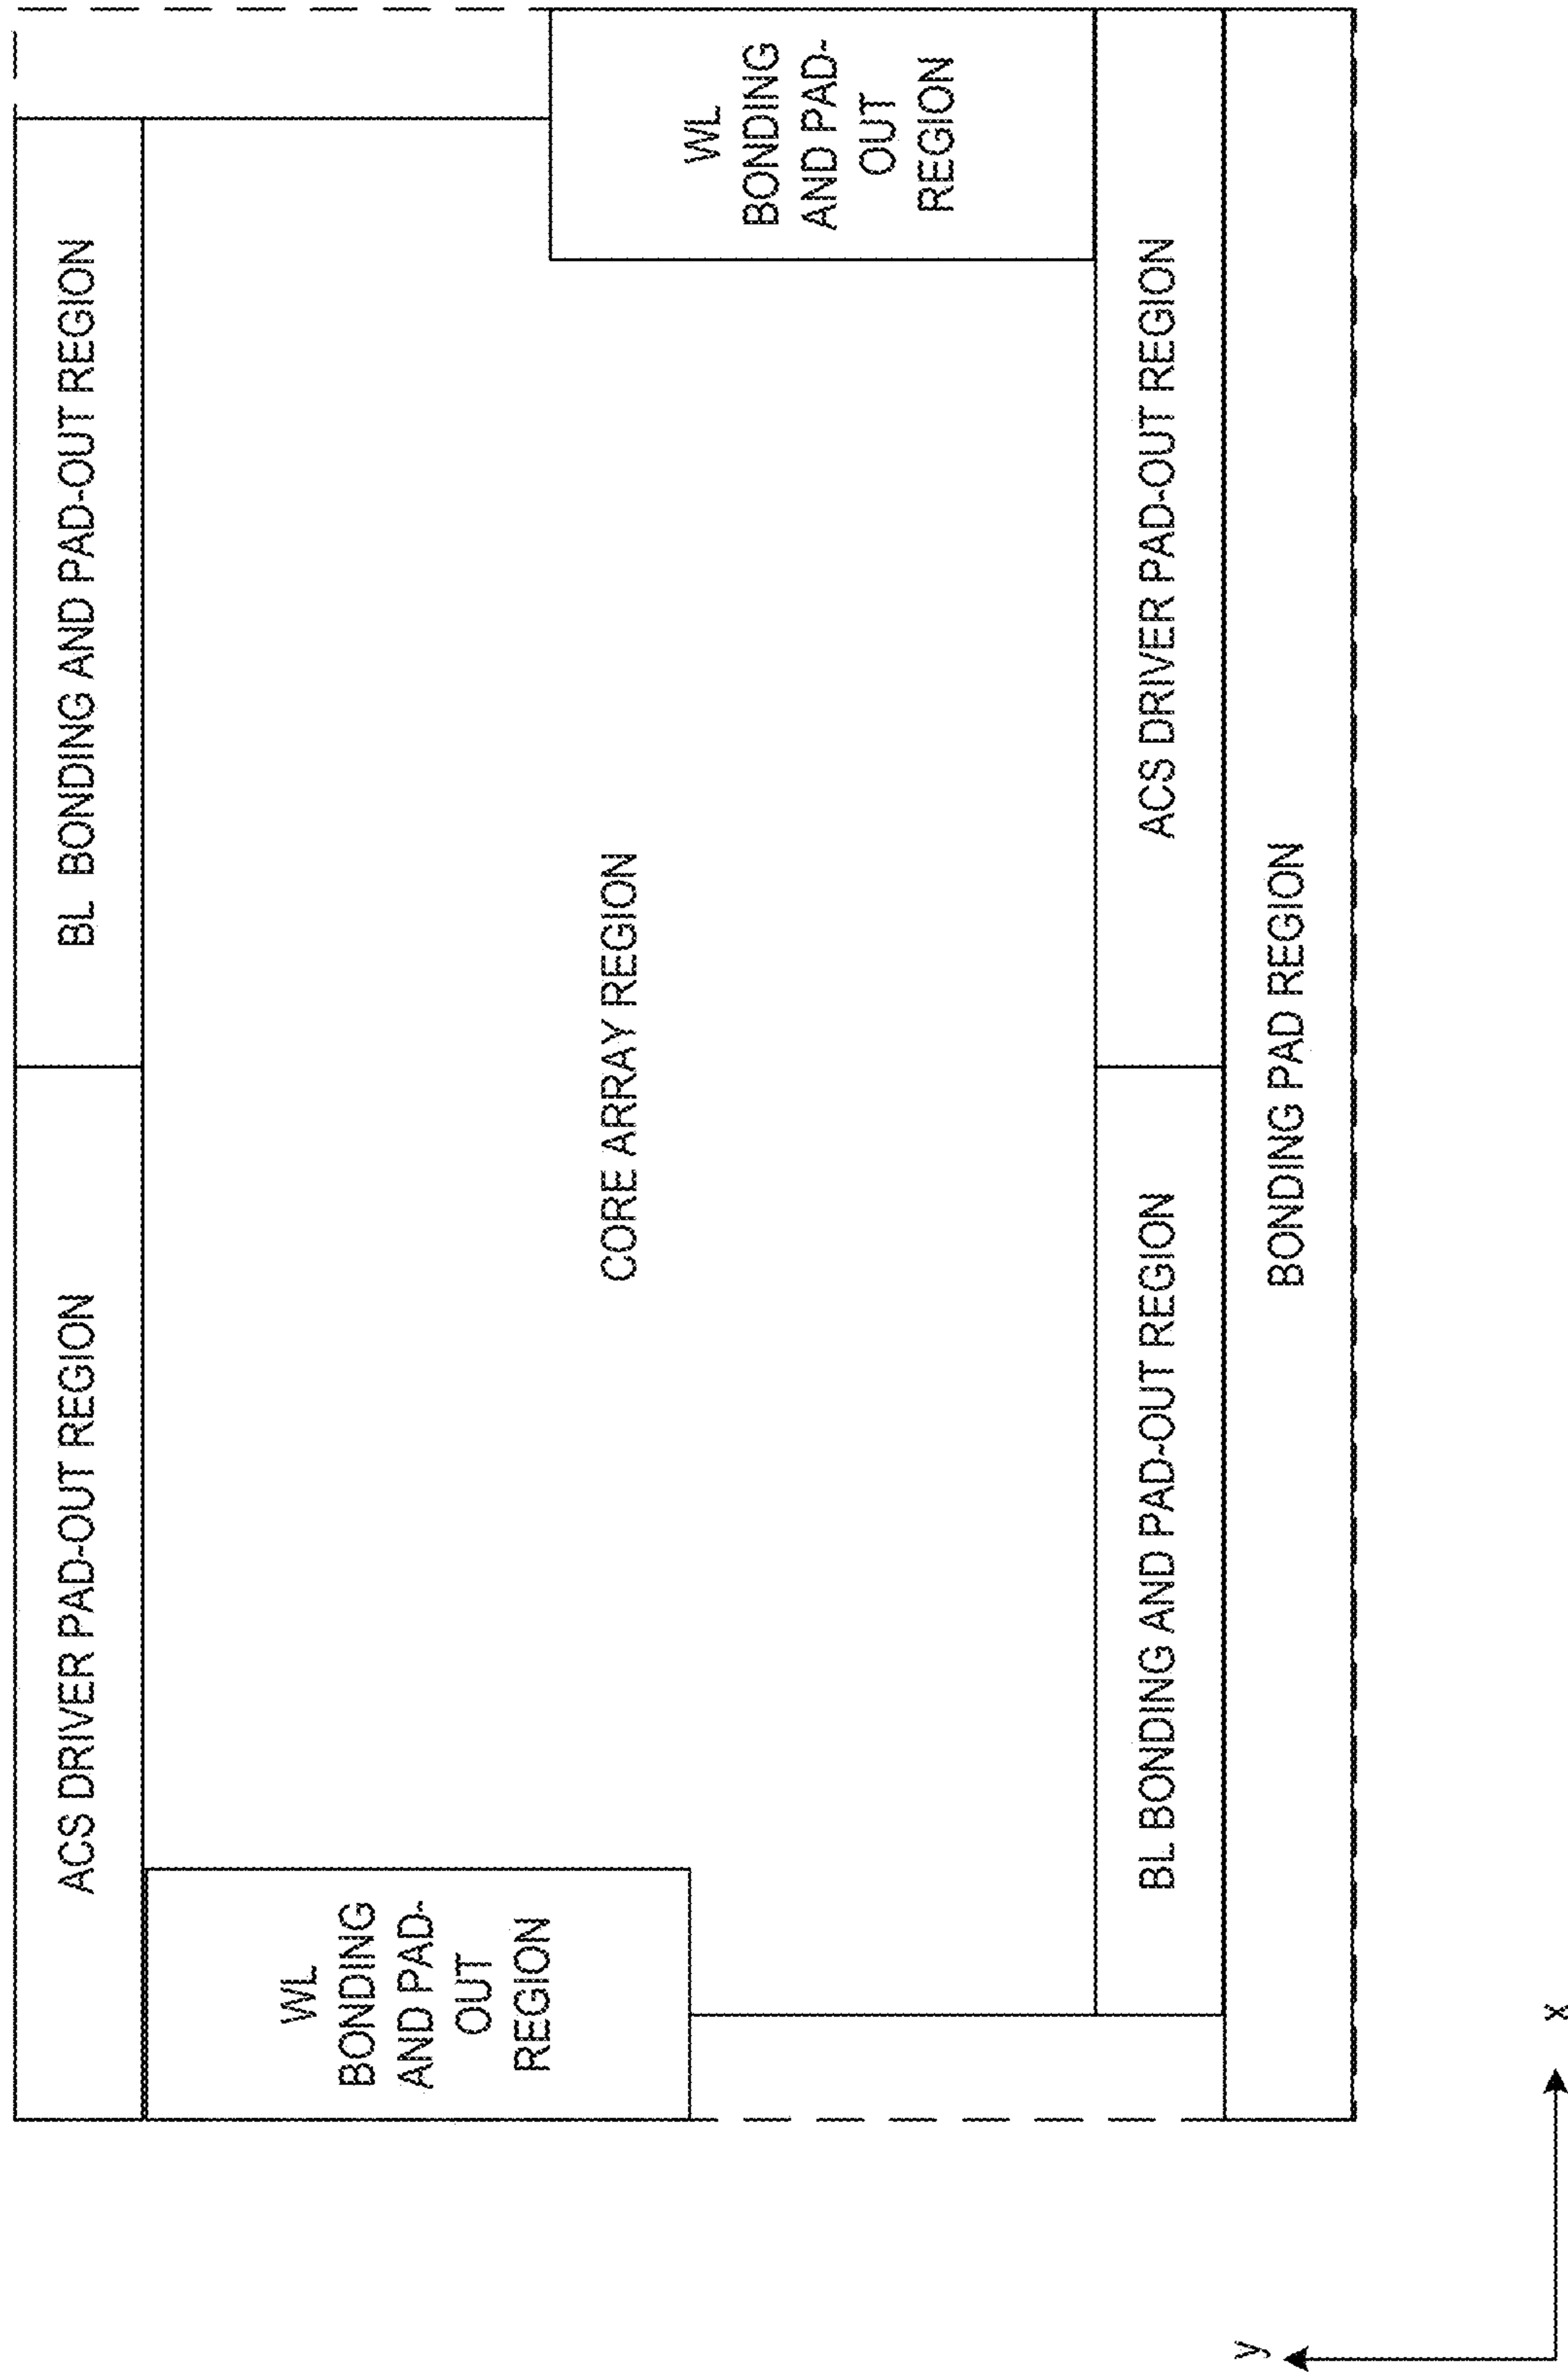 ACS DRIVER PAD-OUT REGION
BL BONDING AND PAD-OUT REGION
WL
BONDING
AND PAD-
OUT
REGION
CORE ARRAY REGION
WL
BONDING
AND PAD-
OUT
REGION
BL BONDING AND PAD-OUT REGION
ACS DRIVER PAD-OUT REGION
BONDING PAD REGION
y
x